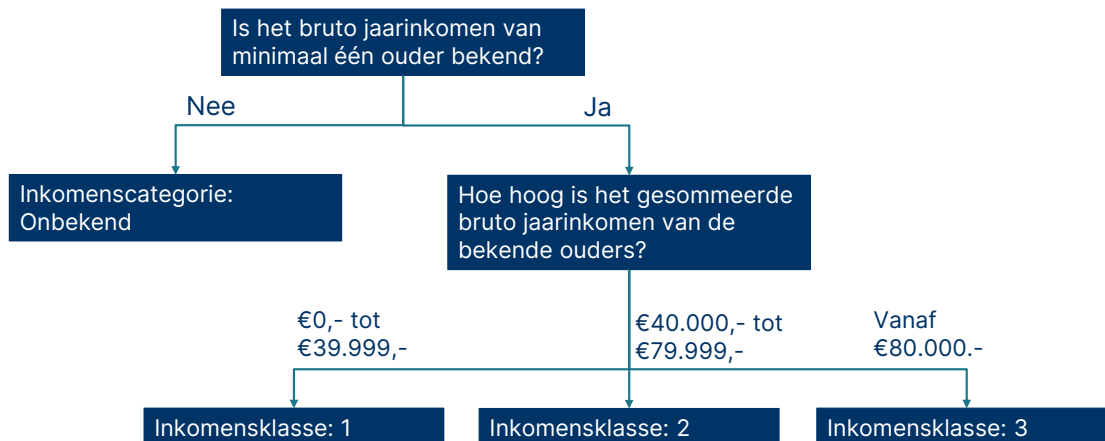 Is het bruto jaarinkomen van
minimaal één ouder bekend?
Nee
Ja
Inkomenscategorie:
Onbekend
Hoe hoog is het gesommeerde
bruto jaarinkomen van de
bekende ouders?
€0,- tot
€39.999,-
€40.000,- tot
€79.999,-
Vanaf
€80.000.-
Inkomensklasse: 1
Inkomensklasse: 2
Inkomensklasse: 3